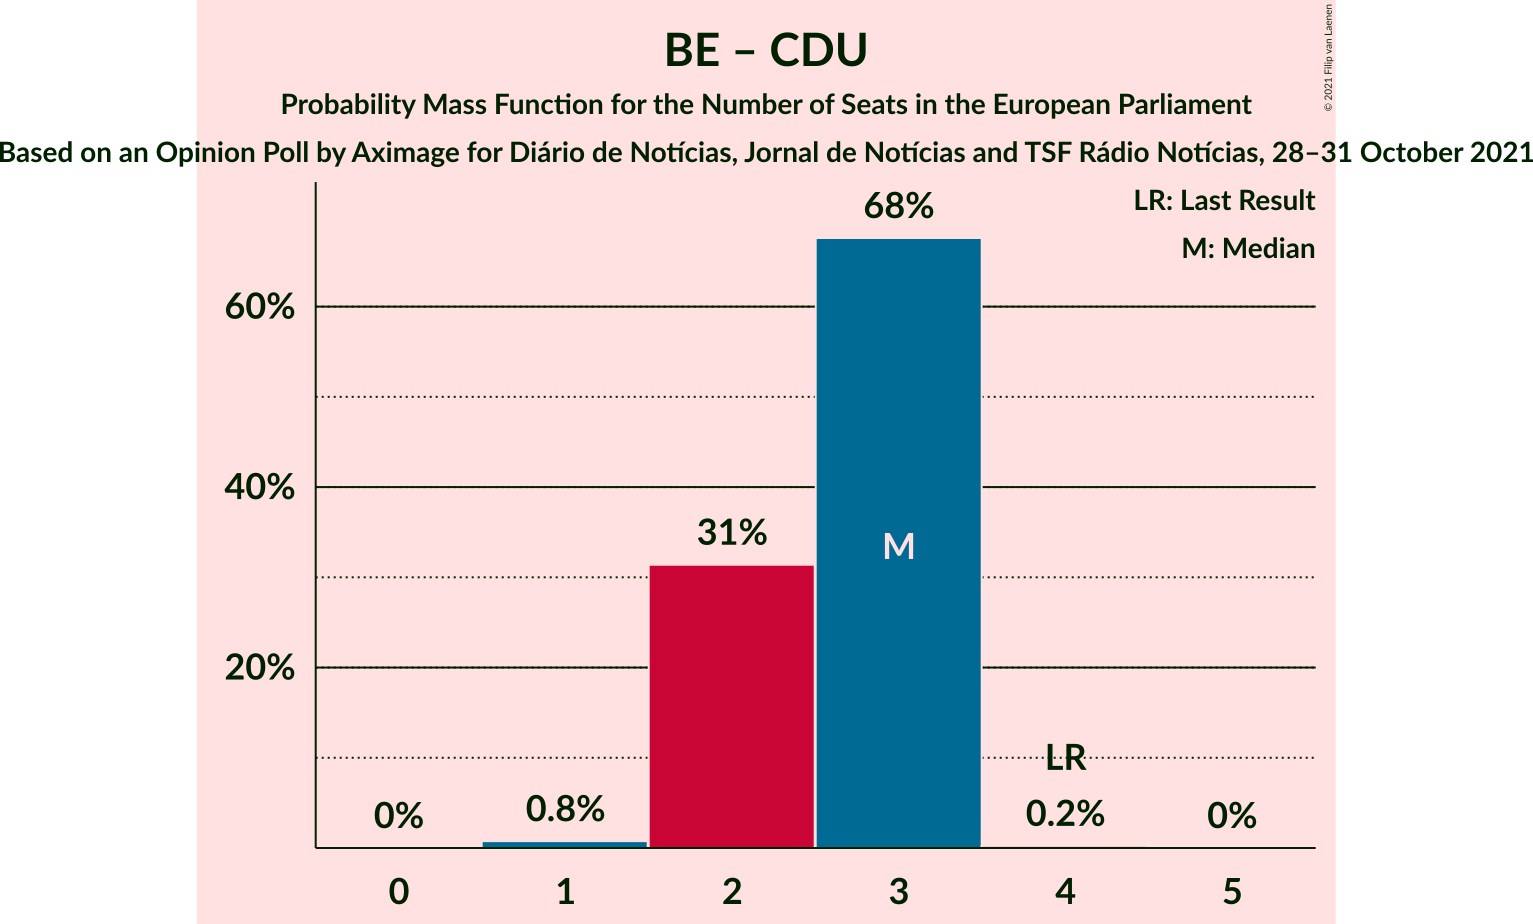 BE – CDU
Probability Mass Function for the Number of Seats in the European Parliament
Based on an Opinion Poll by Aximage for Diário de Notícias, Jornal de Notícias and TSF Rádio Notícias, 28–31 October 2021
© 2021 Filip van Laenen
LR: Last Result
M: Median
68%
60%
40%
31%
M
20%
LR
0%
0.8%
0.2%
0%
0 1 2 3 4 5